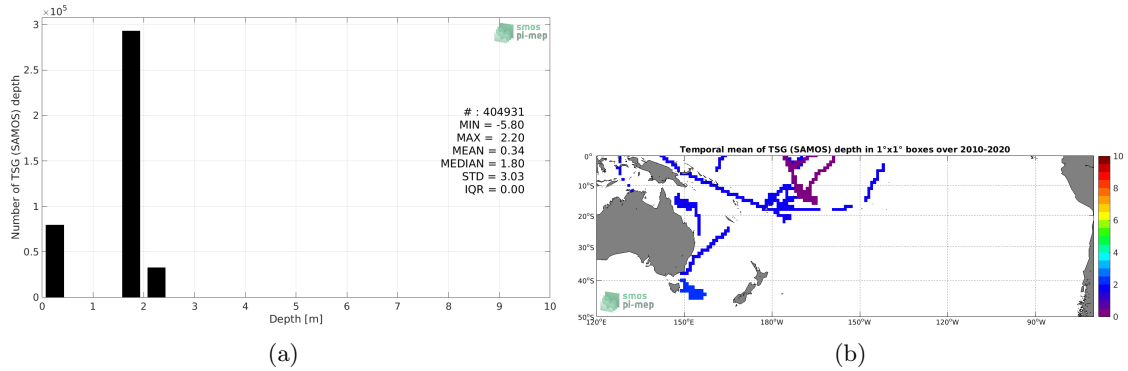 ×10⁵
3
2.5
2
1.5
1
0.5
0
Number of TSG (SAMOS) depth
0 1 2 3 4 5 6 7 8 9 10
Depth [m]
smos
pi-mep
# : 404931
MIN = -5.80
MAX = 2.20
MEAN = 0.34
MEDIAN = 1.80
STD = 3.03
IQR = 0.00
(a)
Temporal mean of TSG (SAMOS) depth in 1°x1° boxes over 2010-2020
0°
10°S
20°S
30°S
40°S
50°S
120°E 150°E 180°W 150°W 120°W 90°W
smos
pi-mep
10
8
6
4
2
0
(b)